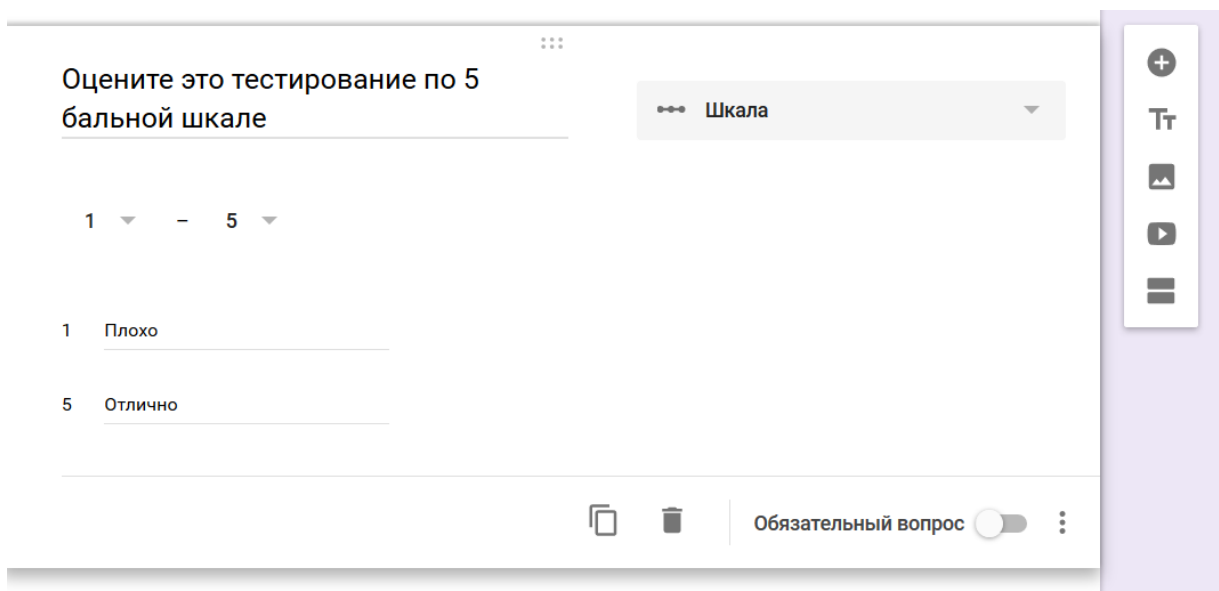 Оцените это тестирование по 5
бальной шкале
Шкала
1 – 5
1 Плохо
5 Отлично
Обязательный вопрос